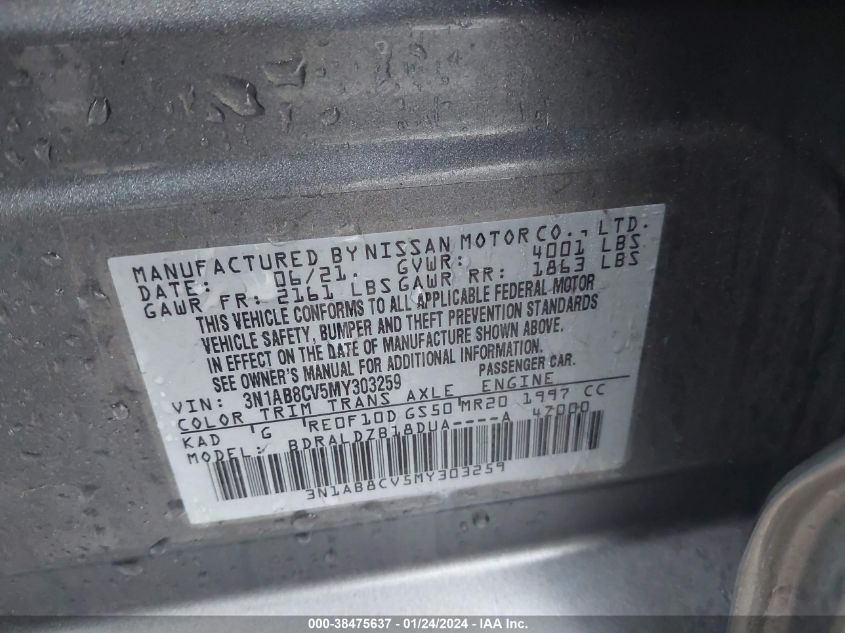 MANUFACTURED BY NISSAN MOTOR CO., LTD.
DATE: 06/21. GVWR: 4001 LBS
GAWR FR: 2161 LBS GAWR RR: 1863 LBS
THIS VEHICLE CONFORMS TO ALL APPLICABLE FEDERAL MOTOR
VEHICLE SAFETY, BUMPER AND THEFT PREVENTION STANDARDS
IN EFFECT ON THE DATE OF MANUFACTURE SHOWN ABOVE.
SEE OWNER'S MANUAL FOR ADDITIONAL INFORMATION.
VIN: 3N1AB8CV5MY303259 PASSENGER CAR.
COLOR TRIM TRANS AXLE ENGINE
KAD G RE0F10D GS50 MR20 1997 CC
MODEL: BDRALDZB18DUA----A 47000
3N1AB8CV5MY303259
000-38475637 - 01/24/2024 - IAA Inc.